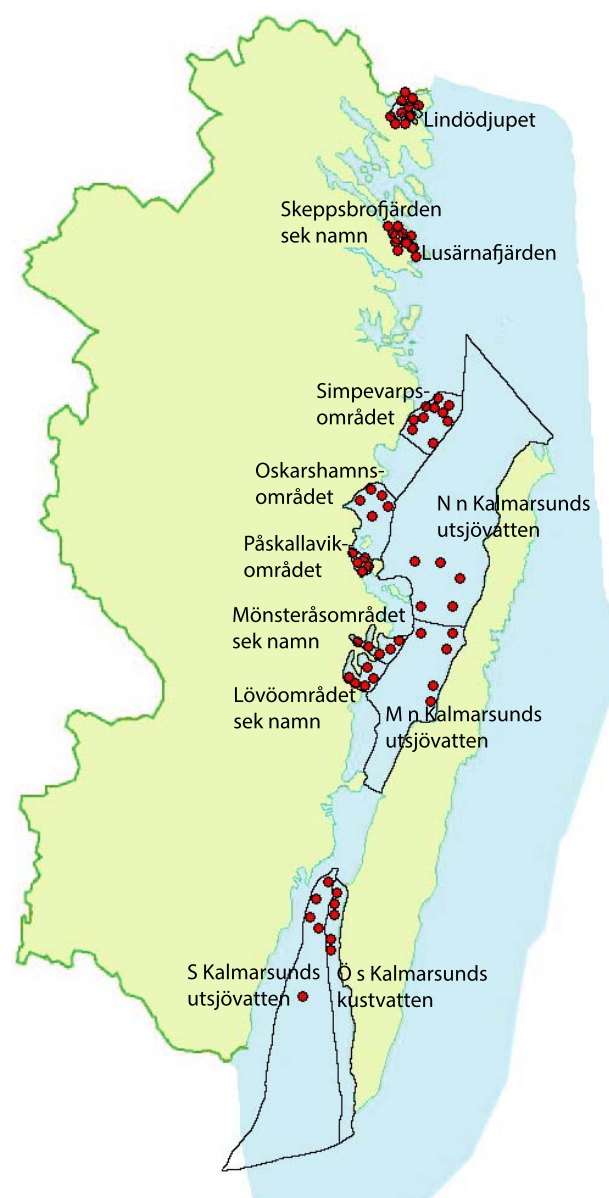 Lindödjupet
Skeppsbrofjärden
sek namn
Lusärnafjärden
Simpevarps-
området
Oskarshamns-
området
N n Kalmarsunds
utsjövatten
Påskallavik-
området
Mönsteråsområdet
sek namn
Lövöområdet
sek namn
M n Kalmarsunds
utsjövatten
S Kalmarsunds
utsjövatten
Ö s Kalmarsunds
kustvatten